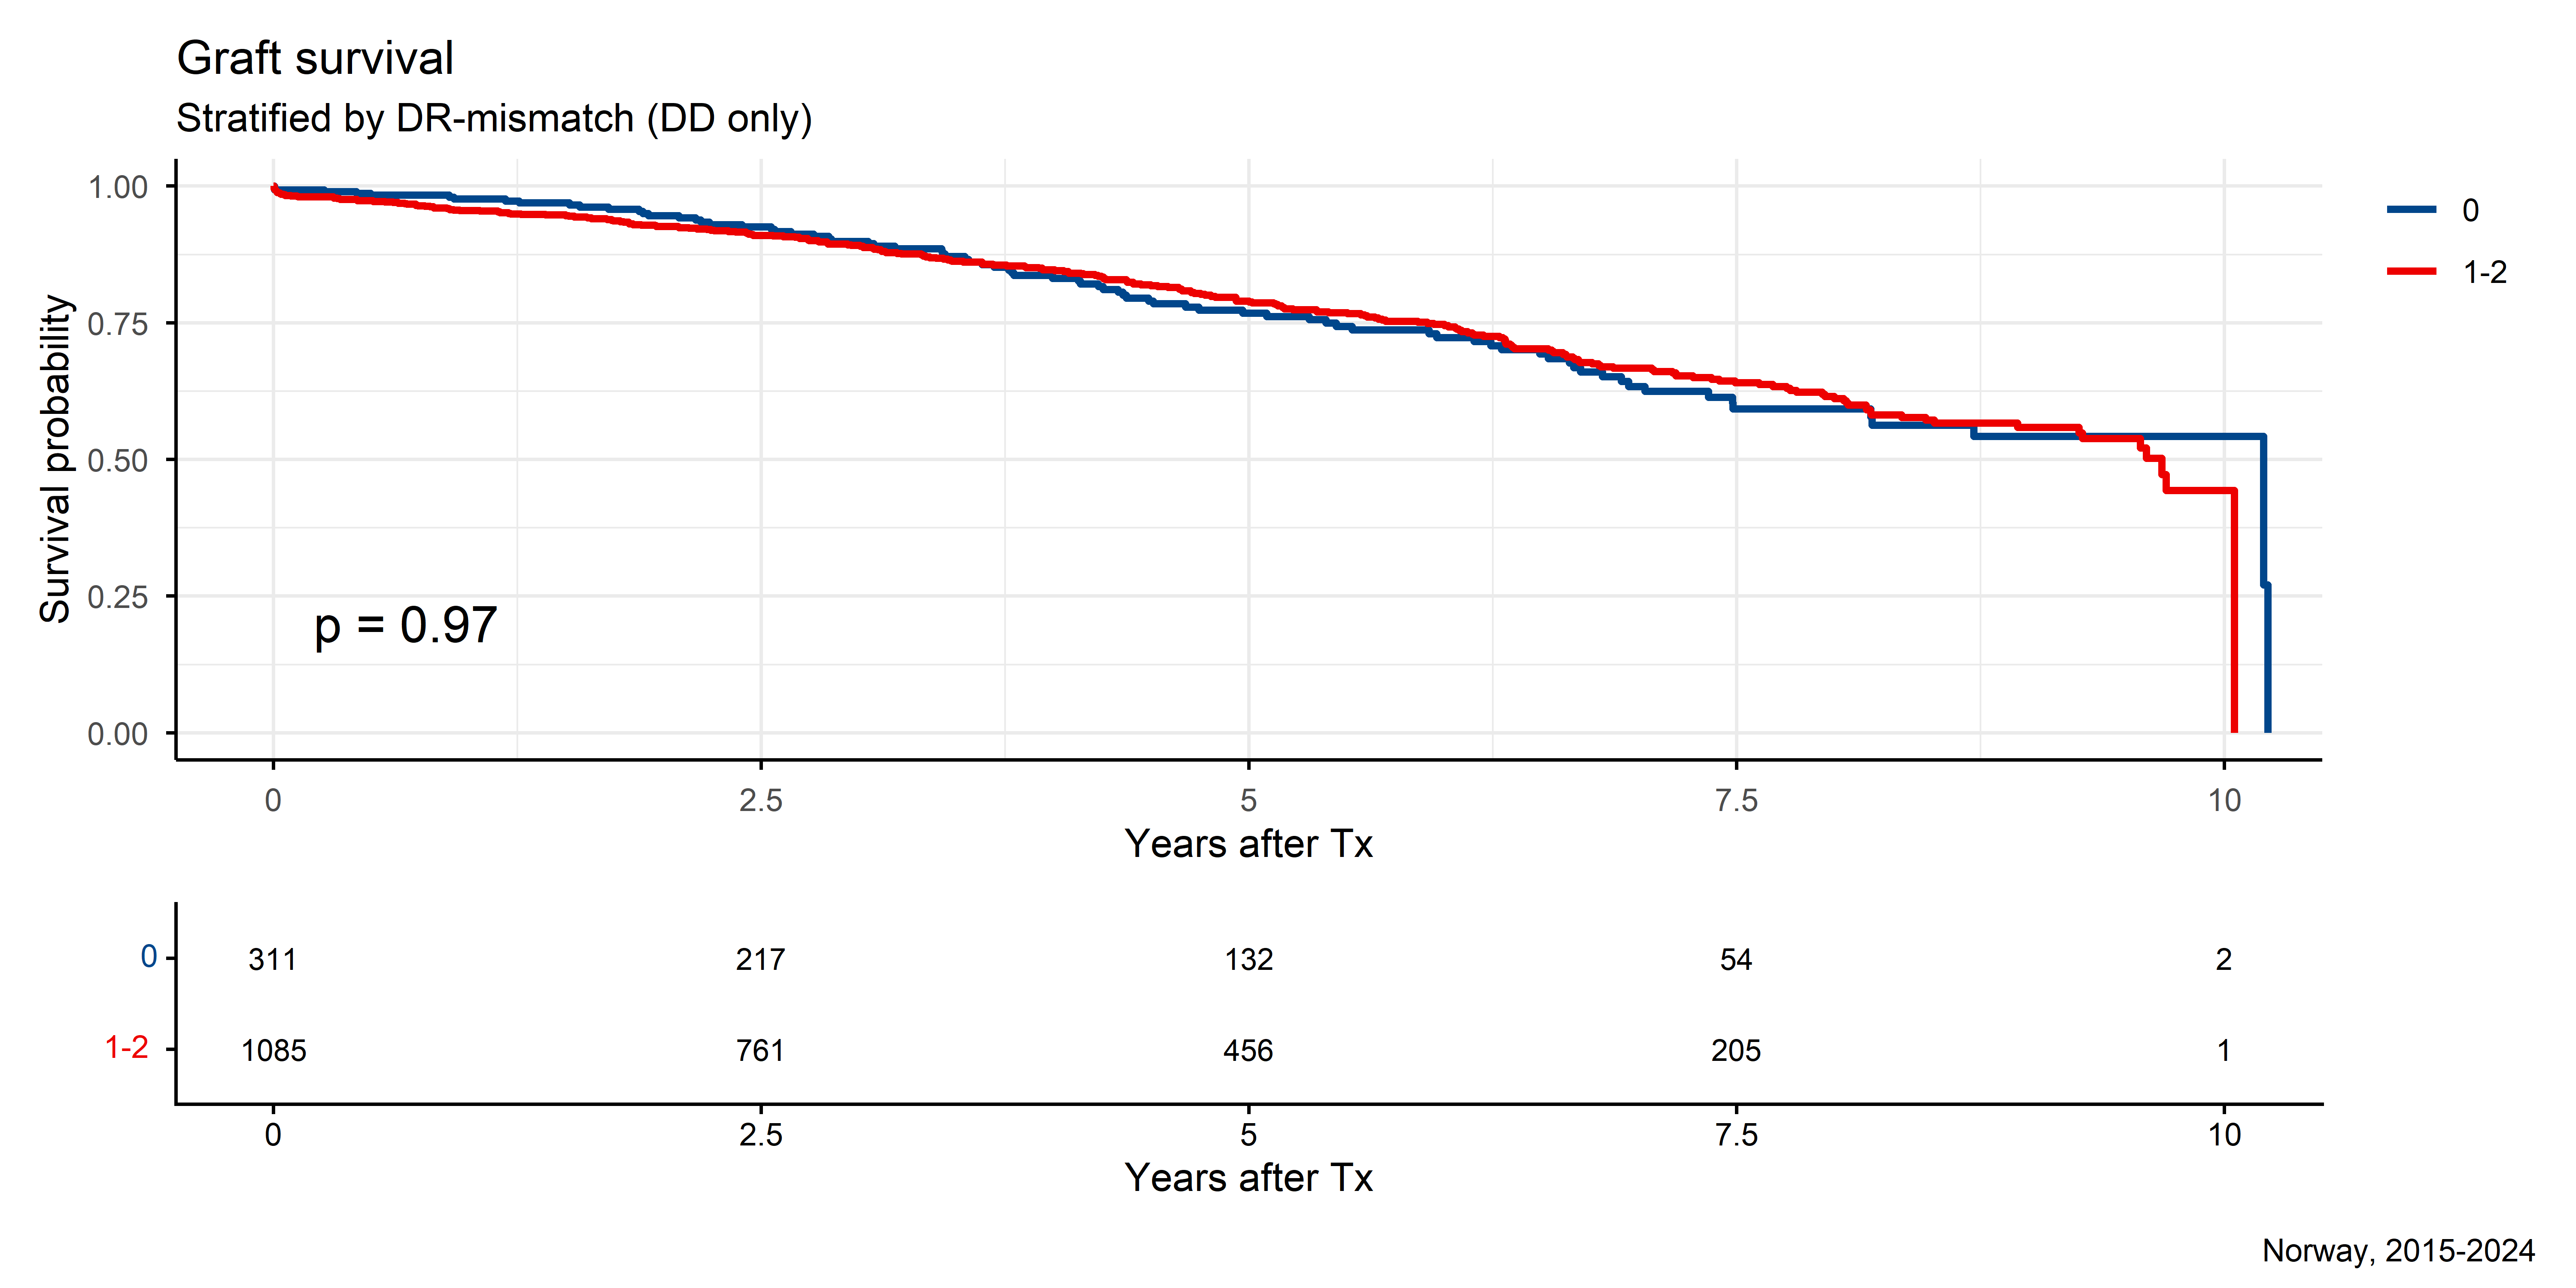 Graft survival
Stratified by DR-mismatch (DD only)
1.00
0.75
0.50
0.25
0.00
Survival probability
p = 0.97
0
1-2
0 2.5 5 7.5 10
Years after Tx
0 311 217 132 54 2
1-2 1085 761 456 205 1
0 2.5 5 7.5 10
Years after Tx
Norway, 2015-2024